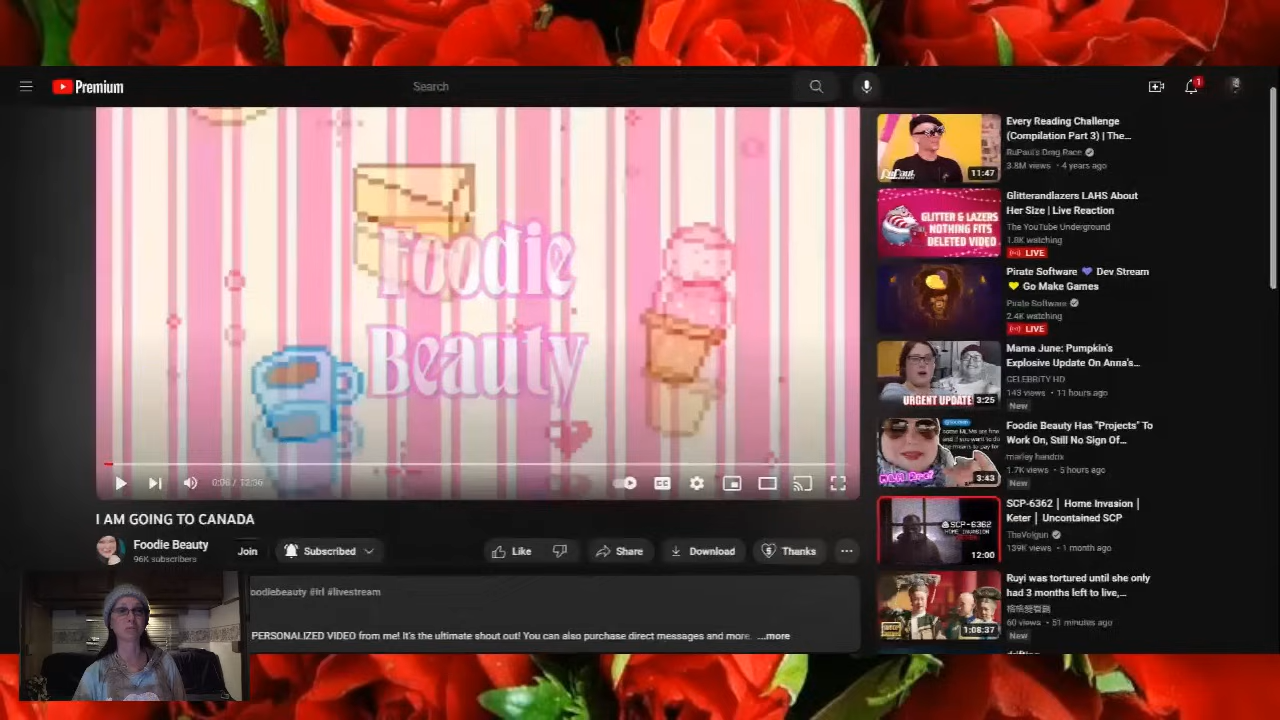 Premium
Search
1
Foodie
Beauty
0:06 / 12:36
CC
I AM GOING TO CANADA
Foodie Beauty
96K subscribers
Join
Subscribed
Like
Share
Download
Thanks
oodiebeauty #irl #livestream
PERSONALIZED VIDEO from me! It's the ultimate shout out! You can also purchase direct messages and more. ...more
RuPaul
11:47
Every Reading Challenge
(Compilation Part 3) | The...
RuPaul's Drag Race
3.8M views • 4 years ago
GLITTER & LAZERS
NOTHING FITS
DELETED VIDEO
Glitterandlazers LAHS About
Her Size | Live Reaction
The YouTube Underground
1.8K watching
LIVE
Pirate Software 💜 Dev Stream
💛 Go Make Games
Pirate Software
2.4K watching
LIVE
URGENT UPDATE
3:25
Mama June: Pumpkin's
Explosive Update On Anna's...
CELEBRITY HD
143 views • 11 hours ago
New
3:43
Foodie Beauty Has "Projects" To
Work On, Still No Sign Of...
marley hendrix
1.7K views • 5 hours ago
New
SCP-6362
12:00
SCP-6362 | Home Invasion |
Keter | Uncontained SCP
TheVolgun
139K views • 1 month ago
1:08:37
Ruyi was tortured until she only
had 3 months left to live,...
60 views • 51 minutes ago
New